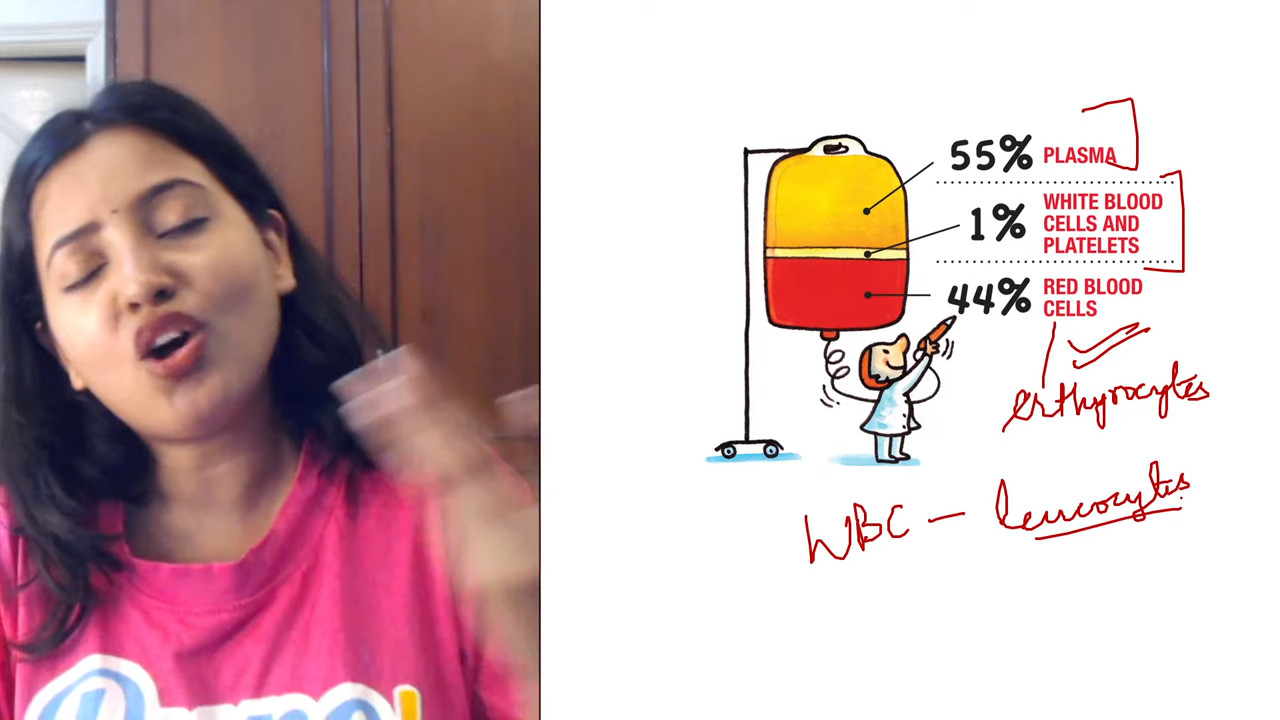 55% PLASMA
1% WHITE BLOOD
CELLS AND
PLATELETS
44% RED BLOOD
CELLS
erthyrocytes
WBC - leucocytes